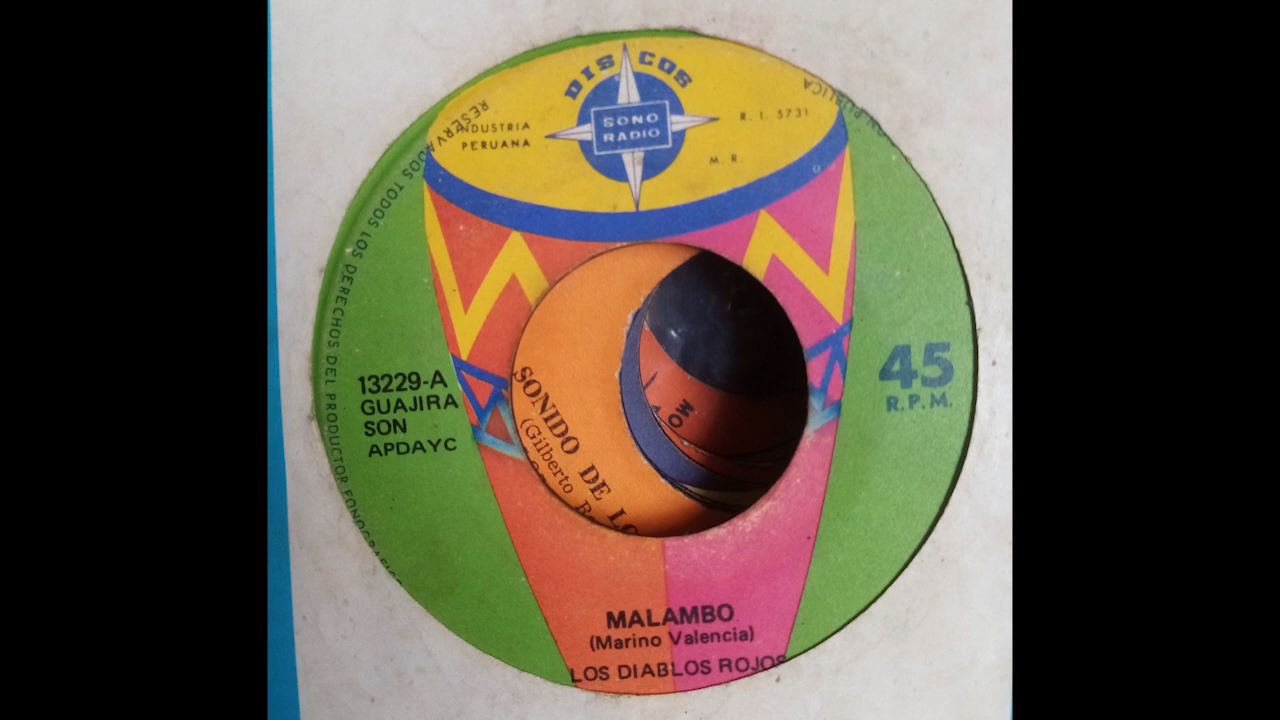 DISCOS
SONO
RADIO
INDUSTRIA
PERUANA
R. I. 5731
M. R.
RESERVADOS TODOS LOS DERECHOS DEL PRODUCTOR FONOGRAFICO
PUBLICA
13229-A
GUAJIRA
SON
APDAYC
45
R.P.M.
SONIDO DE
(Gilberto
MALAMBO
(Marino Valencia)
LOS DIABLOS ROJOS